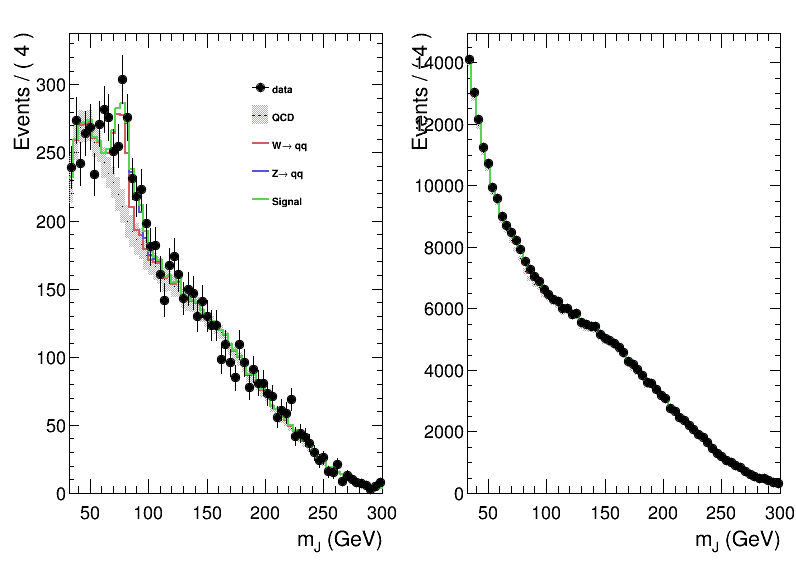 Events / ( 4 )
300
250
200
150
100
50
0
50 100 150 200 250 300
m_J (GeV)
data
QCD
W→ qq
Z→ qq
Signal
Events / ( 4 )
14000
12000
10000
8000
6000
4000
2000
0
50 100 150 200 250 300
m_J (GeV)